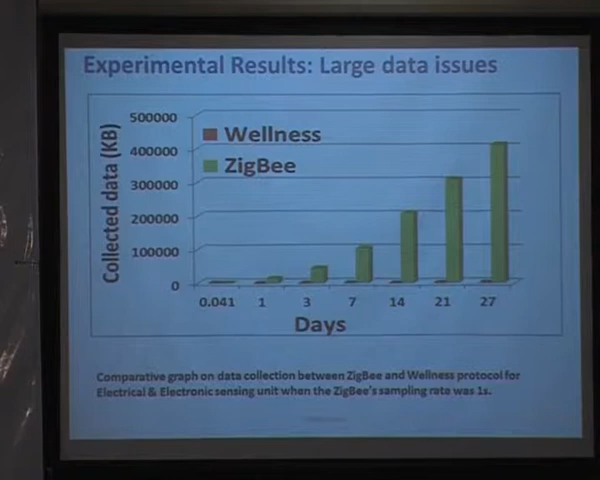 Experimental Results: Large data issues
Collected data (KB)
500000
400000
300000
200000
100000
0
Wellness
ZigBee
0.041 1 3 7 14 21 27
Days
Comparative graph on data collection between ZigBee and Wellness protocol for
Electrical & Electronic sensing unit when the ZigBee's sampling rate was 1s.